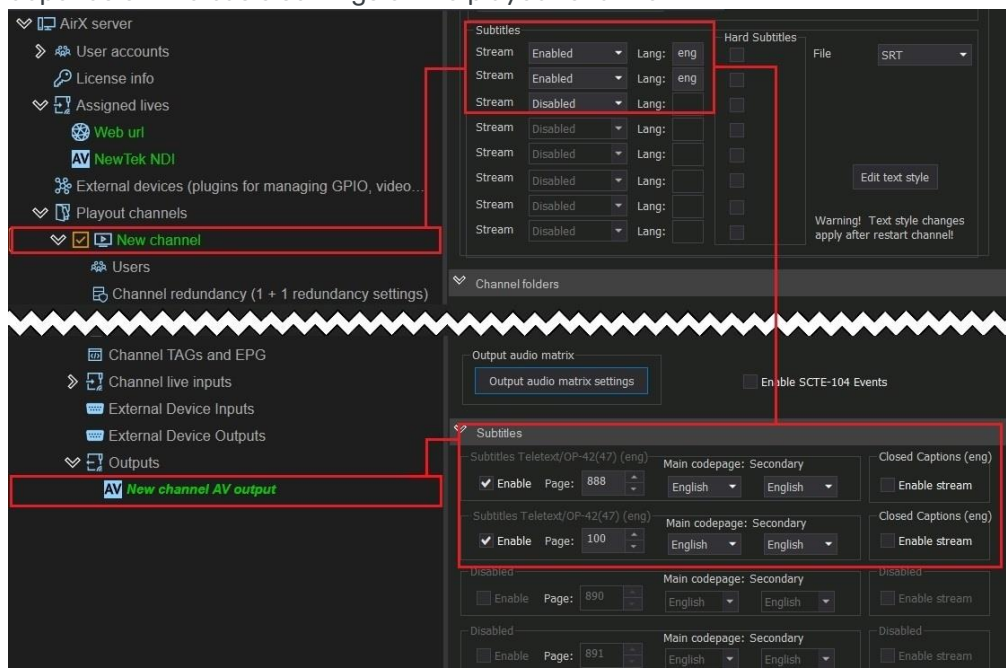 AirX server
User accounts
License info
Assigned lives
Web url
AV NewTek NDI
External devices (plugins for managing GPIO, video...
Playout channels
New channel
Users
Channel redundancy (1 + 1 redundancy settings)
Subtitles
Hard Subtitles
Stream Enabled Lang: eng
File SRT
Stream Enabled Lang: eng
Stream Disabled Lang:
Stream Disabled Lang:
Stream Disabled Lang:
Stream Disabled Lang:
Edit text style
Stream Disabled Lang:
Stream Disabled Lang:
Warning! Text style changes
apply after restart channel!
Channel folders
Channel TAGs and EPG
Channel live inputs
External Device Inputs
External Device Outputs
Outputs
AV New channel AV output
Output audio matrix
Output audio matrix settings
Enable SCTE-104 Events
Subtitles
Subtitles Teletext/OP-42(47) (eng)
Main codepage: Secondary
Closed Captions (eng)
Enable Page: 888 English English
Enable stream
Subtitles Teletext/OP-42(47) (eng)
Main codepage: Secondary
Closed Captions (eng)
Enable Page: 100 English English
Enable stream
Disabled
Main codepage: Secondary
Disabled
Enable Page: 890 English English
Enable stream
Disabled
Main codepage: Secondary
Disabled
Enable Page: 891 English English
Enable stream